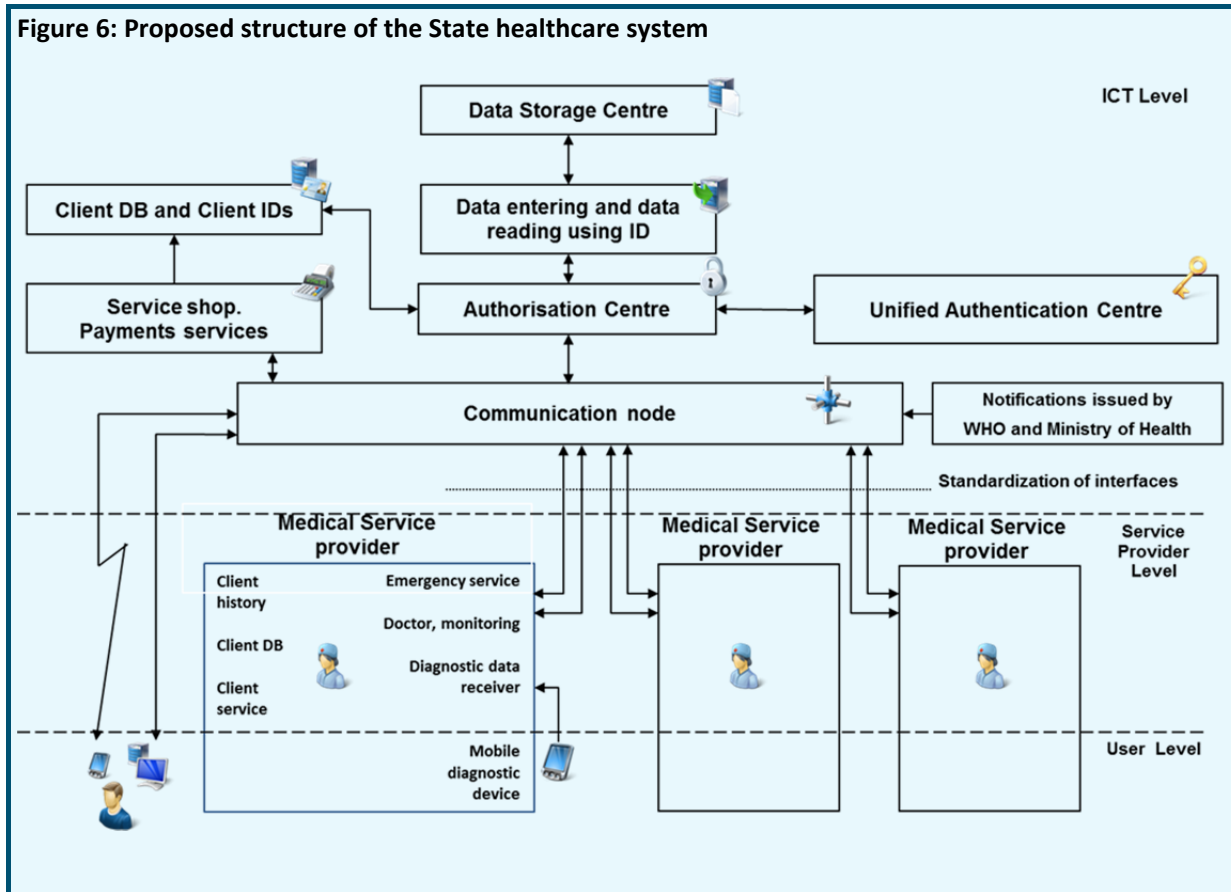 Figure 6: Proposed structure of the State healthcare system
ICT Level
Data Storage Centre
Client DB and Client IDs
Data entering and data
reading using ID
Service shop.
Payments services
Authorisation Centre
Unified Authentication Centre
Communication node
Notifications issued by
WHO and Ministry of Health
Standardization of interfaces
Medical Service
provider
Medical Service
provider
Medical Service
provider
Service
Provider
Level
Client
history
Emergency service
Doctor, monitoring
Client DB
Diagnostic data
receiver
Client
service
Mobile
diagnostic
device
User Level